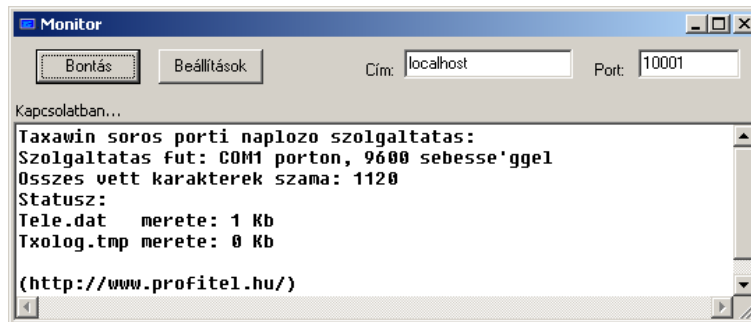 Monitor
Bontás Beállítások Cím: localhost Port: 10001
Kapcsolatban...
Taxawin soros porti naplozo szolgaltatas:
Szolgaltatas fut: COM1 porton, 9600 sebesse'ggel
Osszes vett karakterek szama: 1120
Statusz:
Tele.dat merete: 1 Kb
Txolog.tmp merete: 0 Kb
(http://www.profitel.hu/)